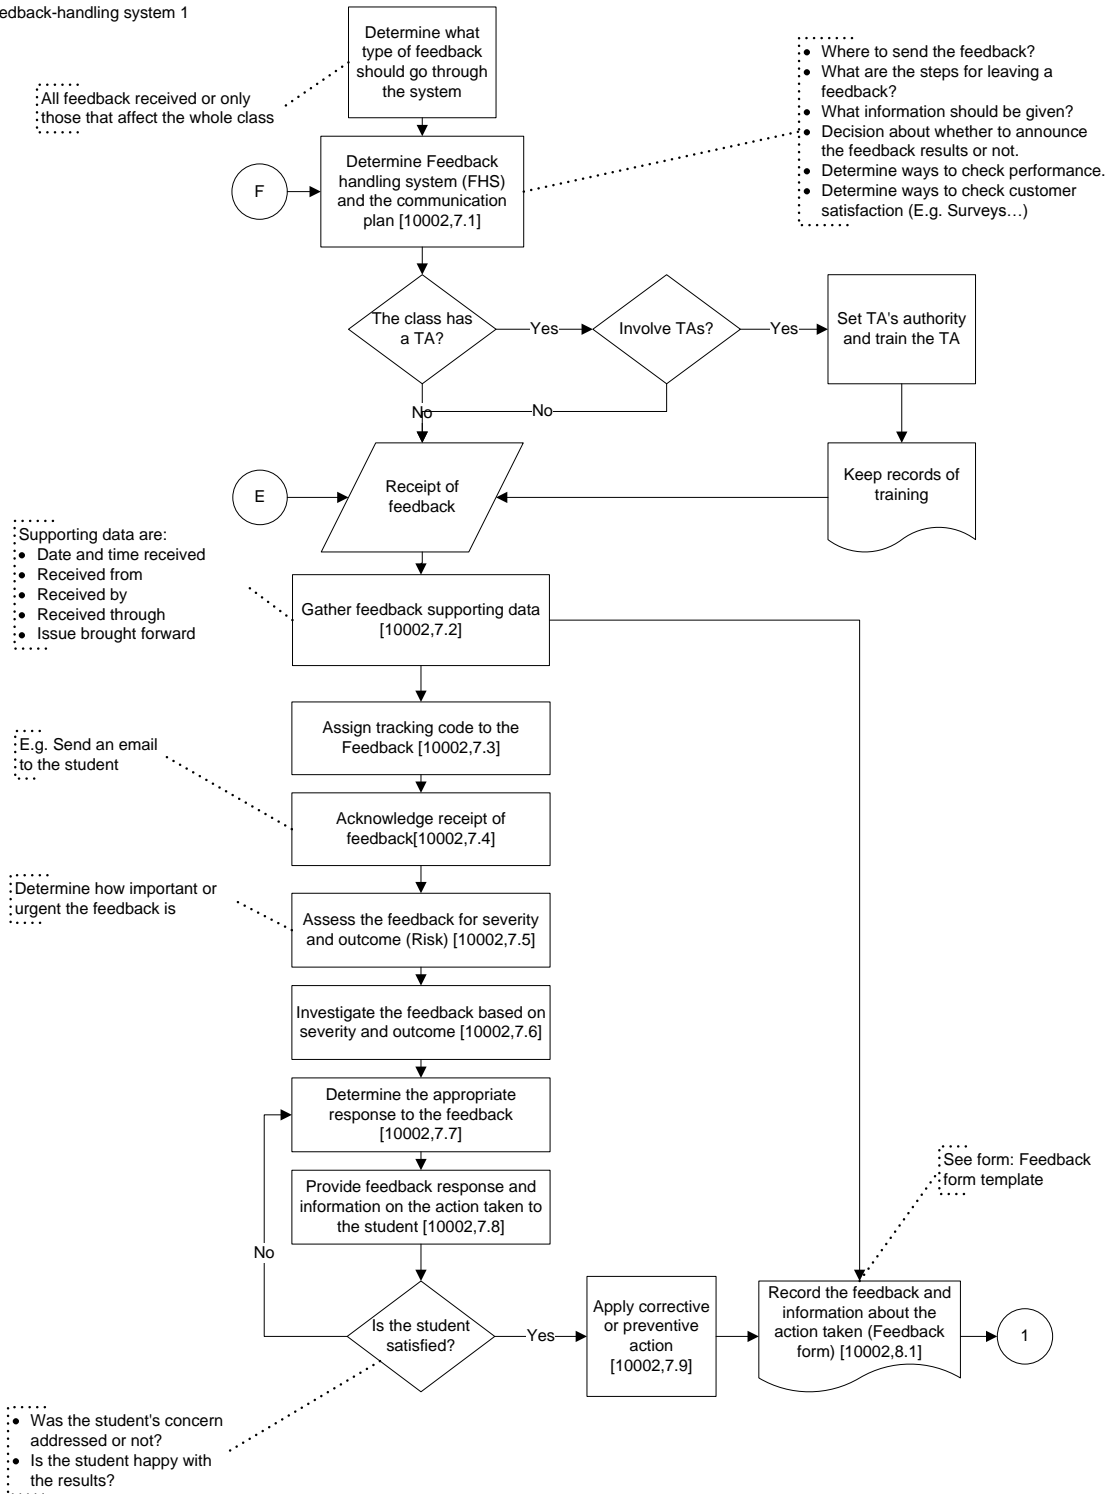 edback-handling system 1
Determine what
type of feedback
should go through
the system
All feedback received or only
those that affect the whole class
• Where to send the feedback?
• What are the steps for leaving a
feedback?
• What information should be given?
• Decision about whether to announce
the feedback results or not.
• Determine ways to check performance.
• Determine ways to check customer
satisfaction (E.g. Surveys…)
F
Determine Feedback
handling system (FHS)
and the communication
plan [10002,7.1]
The class has
a TA?
Yes
Involve TAs?
Yes
Set TA's authority
and train the TA
No
No
E
Receipt of
feedback
Keep records of
training
Supporting data are:
• Date and time received
• Received from
• Received by
• Received through
• Issue brought forward
Gather feedback supporting data
[10002,7.2]
Assign tracking code to the
Feedback [10002,7.3]
E.g. Send an email
to the student
Acknowledge receipt of
feedback[10002,7.4]
Determine how important or
urgent the feedback is
Assess the feedback for severity
and outcome (Risk) [10002,7.5]
Investigate the feedback based on
severity and outcome [10002,7.6]
Determine the appropriate
response to the feedback
[10002,7.7]
Provide feedback response and
information on the action taken to
the student [10002,7.8]
See form: Feedback
form template
No
Is the student
satisfied?
Yes
Apply corrective
or preventive
action
[10002,7.9]
Record the feedback and
information about the
action taken (Feedback
form) [10002,8.1]
1
• Was the student's concern
addressed or not?
• Is the student happy with
the results?